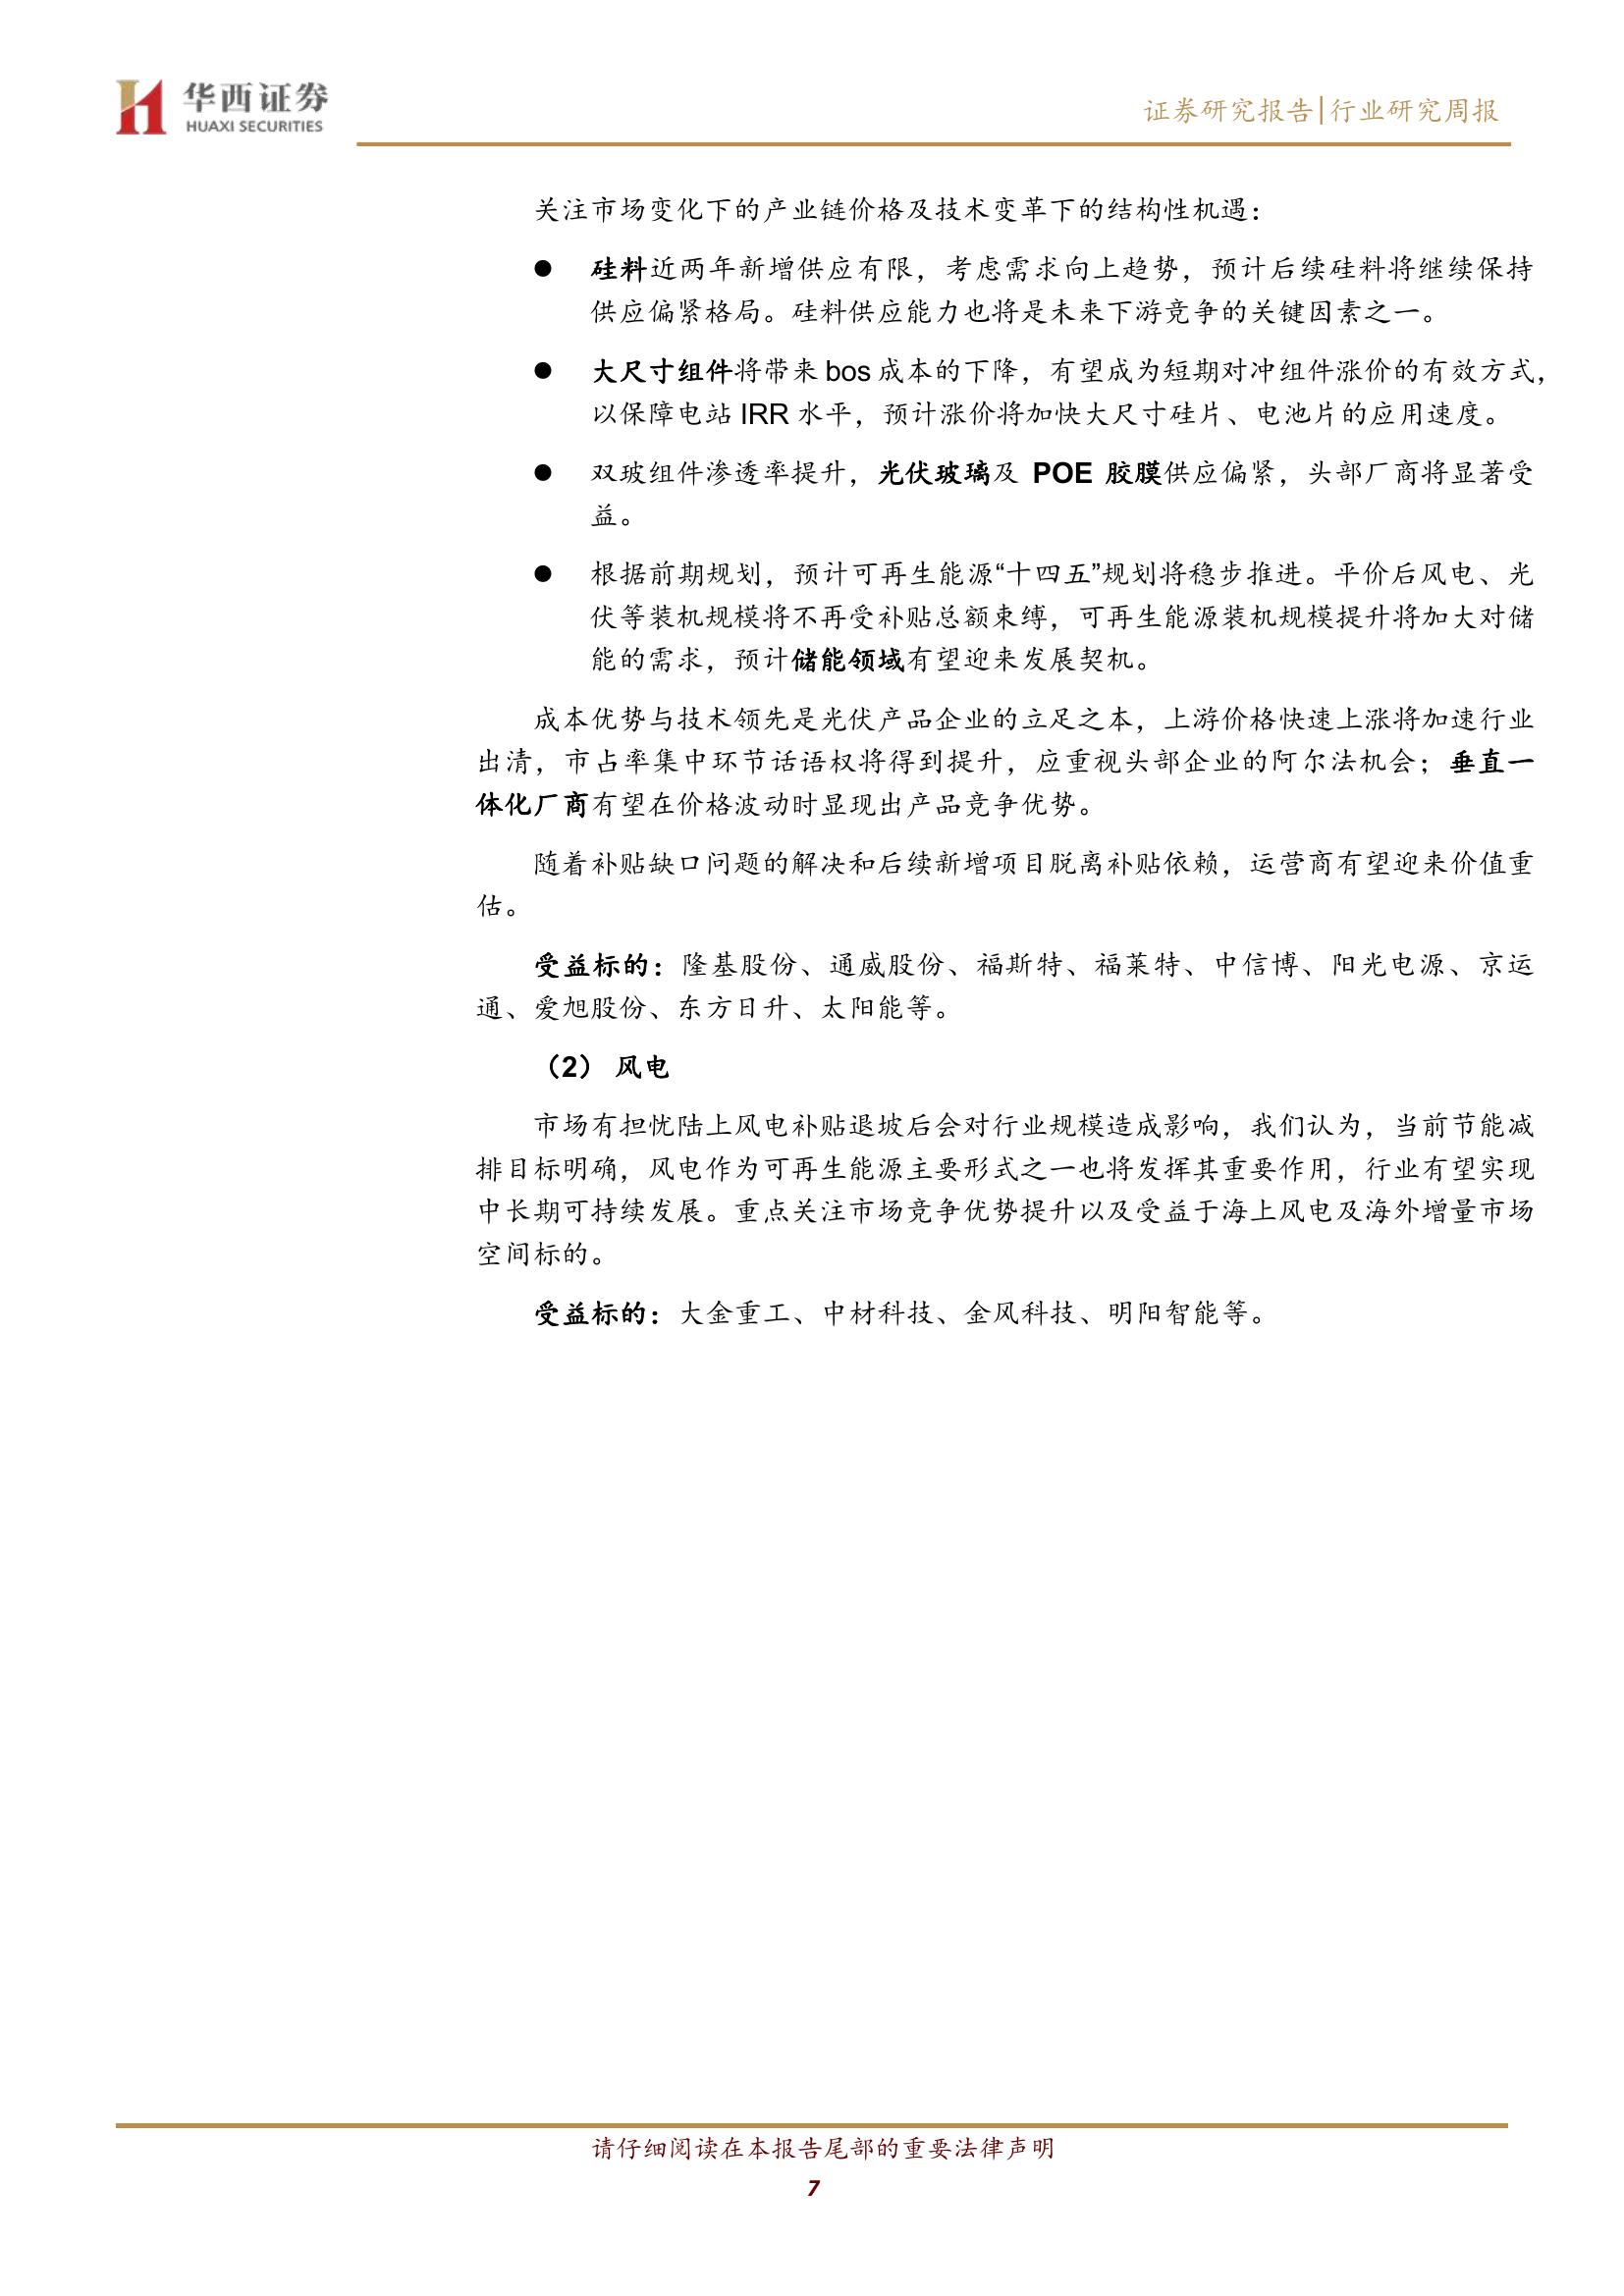 华西证券
HUAXI SECURITIES
证券研究报告|行业研究周报
关注市场变化下的产业链价格及技术变革下的结构性机遇：
● 硅料近两年新增供应有限，考虑需求向上趋势，预计后续硅料将继续保持
供应偏紧格局。硅料供应能力也将是未来下游竞争的关键因素之一。
● 大尺寸组件将带来 bos 成本的下降，有望成为短期对冲组件涨价的有效方式，
以保障电站 IRR 水平，预计涨价将加快大尺寸硅片、电池片的应用速度。
● 双玻组件渗透率提升，光伏玻璃及 POE 胶膜供应偏紧，头部厂商将显著受
益。
● 根据前期规划，预计可再生能源“十四五”规划将稳步推进。平价后风电、光
伏等装机规模将不再受补贴总额束缚，可再生能源装机规模提升将加大对储
能的需求，预计储能领域有望迎来发展契机。
成本优势与技术领先是光伏产品企业的立足之本，上游价格快速上涨将加速行业
出清，市占率集中环节话语权将得到提升，应重视头部企业的阿尔法机会；垂直一
体化厂商有望在价格波动时显现出产品竞争优势。
随着补贴缺口问题的解决和后续新增项目脱离补贴依赖，运营商有望迎来价值重
估。
受益标的：隆基股份、通威股份、福斯特、福莱特、中信博、阳光电源、京运
通、爱旭股份、东方日升、太阳能等。
（2） 风电
市场有担忧陆上风电补贴退坡后会对行业规模造成影响，我们认为，当前节能减
排目标明确，风电作为可再生能源主要形式之一也将发挥其重要作用，行业有望实现
中长期可持续发展。重点关注市场竞争优势提升以及受益于海上风电及海外增量市场
空间标的。
受益标的：大金重工、中材科技、金风科技、明阳智能等。
请仔细阅读在本报告尾部的重要法律声明
7